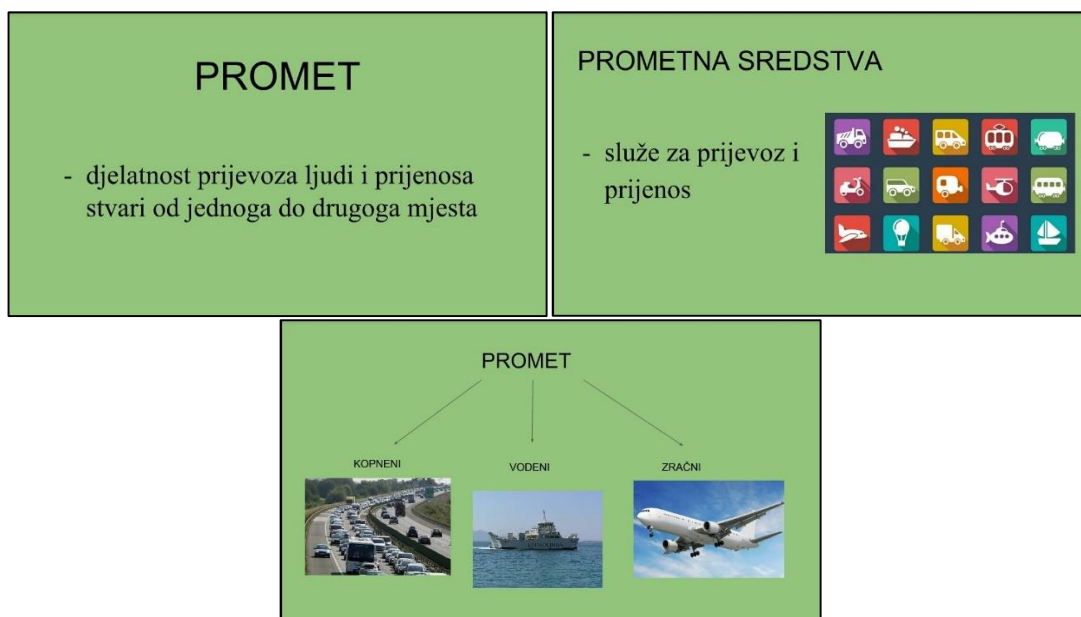 PROMET
- djelatnost prijevoza ljudi i prijenosa
stvari od jednoga do drugoga mjesta
PROMETNA SREDSTVA
- služe za prijevoz i
prijenos
PROMET
KOPNENI
VODENI
ZRAČNI